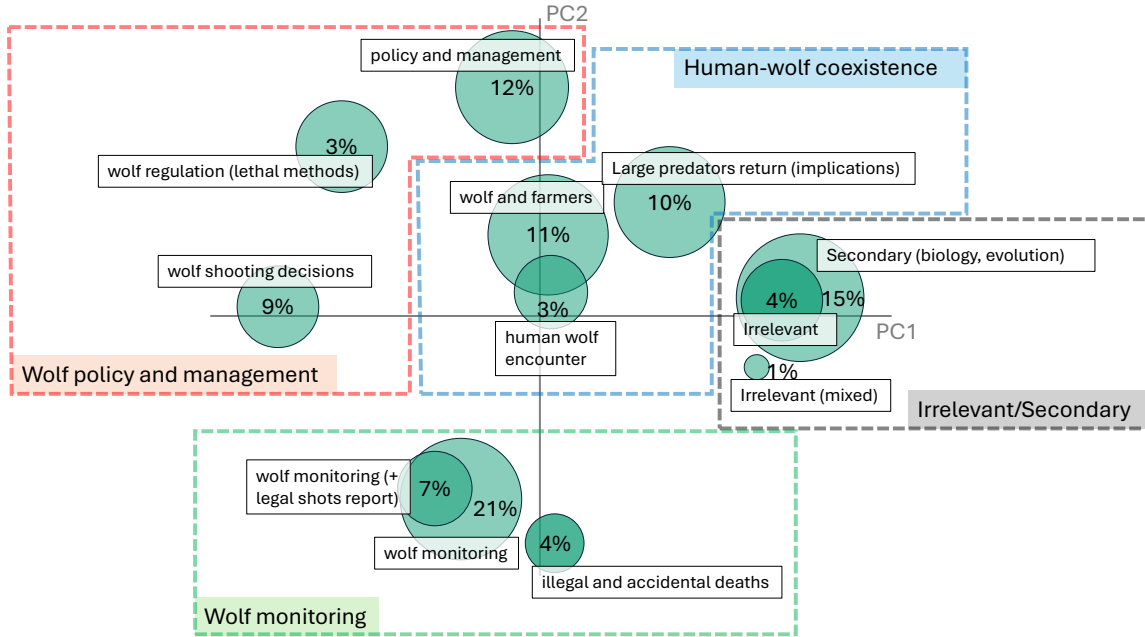 PC2
policy and management
12%
Human-wolf coexistence
3%
wolf regulation (lethal methods)
Large predators return (implications)
10%
wolf and farmers
11%
wolf shooting decisions
9%
3%
human wolf
encounter
Secondary (biology, evolution)
4%
15%
Irrelevant
PC1
1%
Irrelevant (mixed)
Wolf policy and management
Irrelevant/Secondary
wolf monitoring (+
legal shots report)
7%
21%
wolf monitoring
4%
illegal and accidental deaths
Wolf monitoring